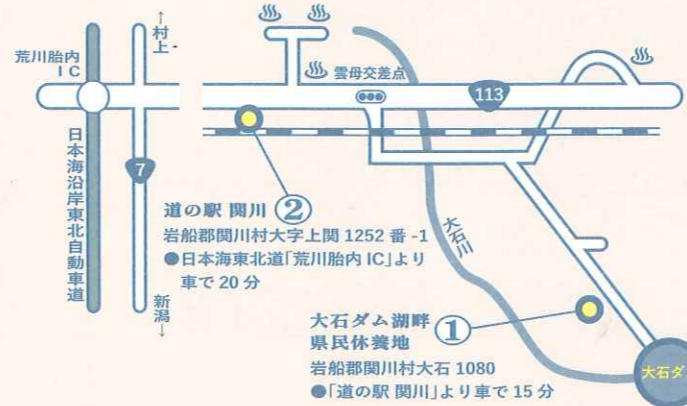 ←村上
荒川胎内
IC
雲母交差点
113
7
日本海沿岸東北自動車道
新潟→
道の駅 関川 ②
岩船郡関川村大字上関 1252 番 -1
●日本海東北道「荒川胎内 IC」より
車で 20 分
大石川
大石ダム湖畔
県民休養地 ①
岩船郡関川村大石 1080
●「道の駅 関川」より車で 15 分
大石ダ